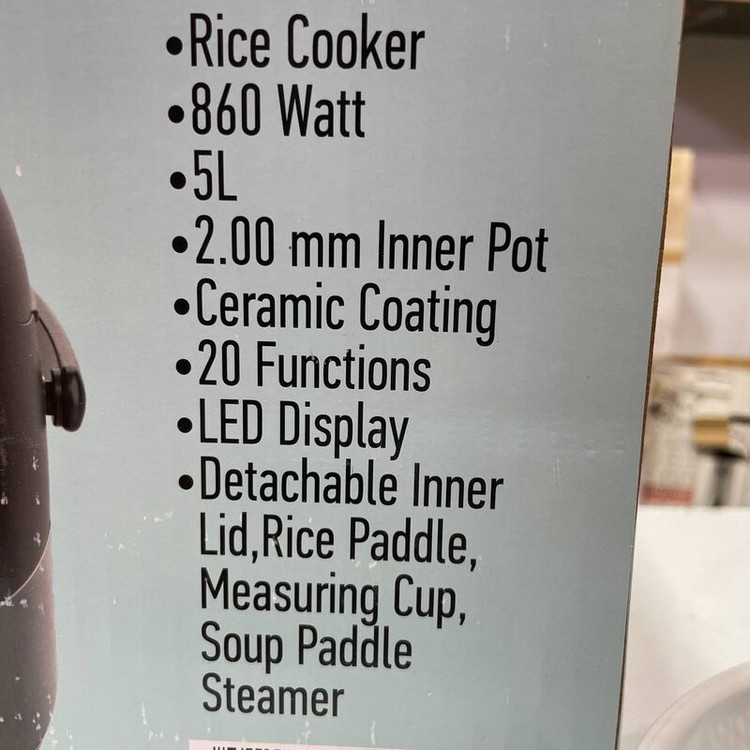 •Rice Cooker
•860 Watt
•5L
•2.00 mm Inner Pot
•Ceramic Coating
•20 Functions
•LED Display
•Detachable Inner
Lid,Rice Paddle,
Measuring Cup,
Soup Paddle
Steamer